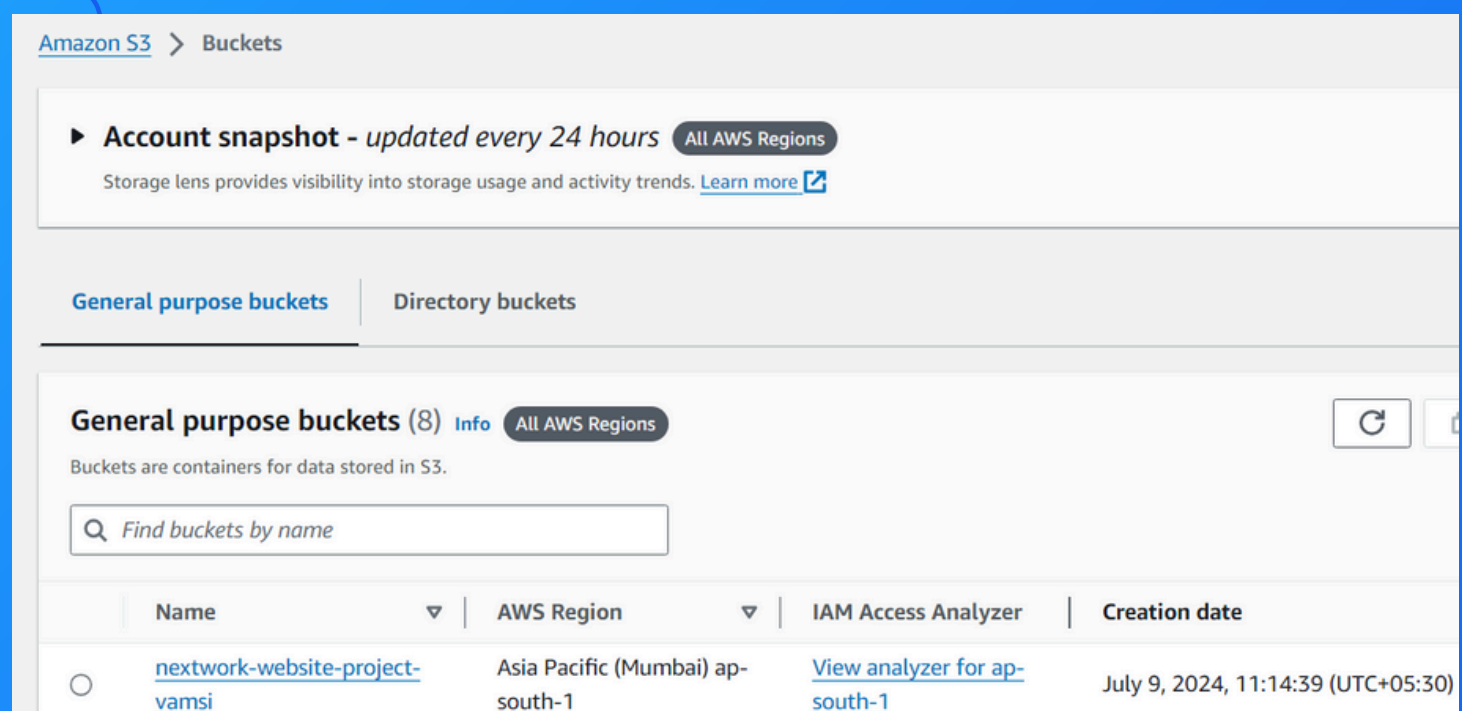 Amazon S3 > Buckets
Account snapshot - updated every 24 hours All AWS Regions
Storage lens provides visibility into storage usage and activity trends. Learn more
General purpose buckets Directory buckets
General purpose buckets (8) Info All AWS Regions
Buckets are containers for data stored in S3.
Find buckets by name
Name AWS Region IAM Access Analyzer Creation date
nextwork-website-project- Asia Pacific (Mumbai) ap- View analyzer for ap- July 9, 2024, 11:14:39 (UTC+05:30)
vamsi south-1 south-1